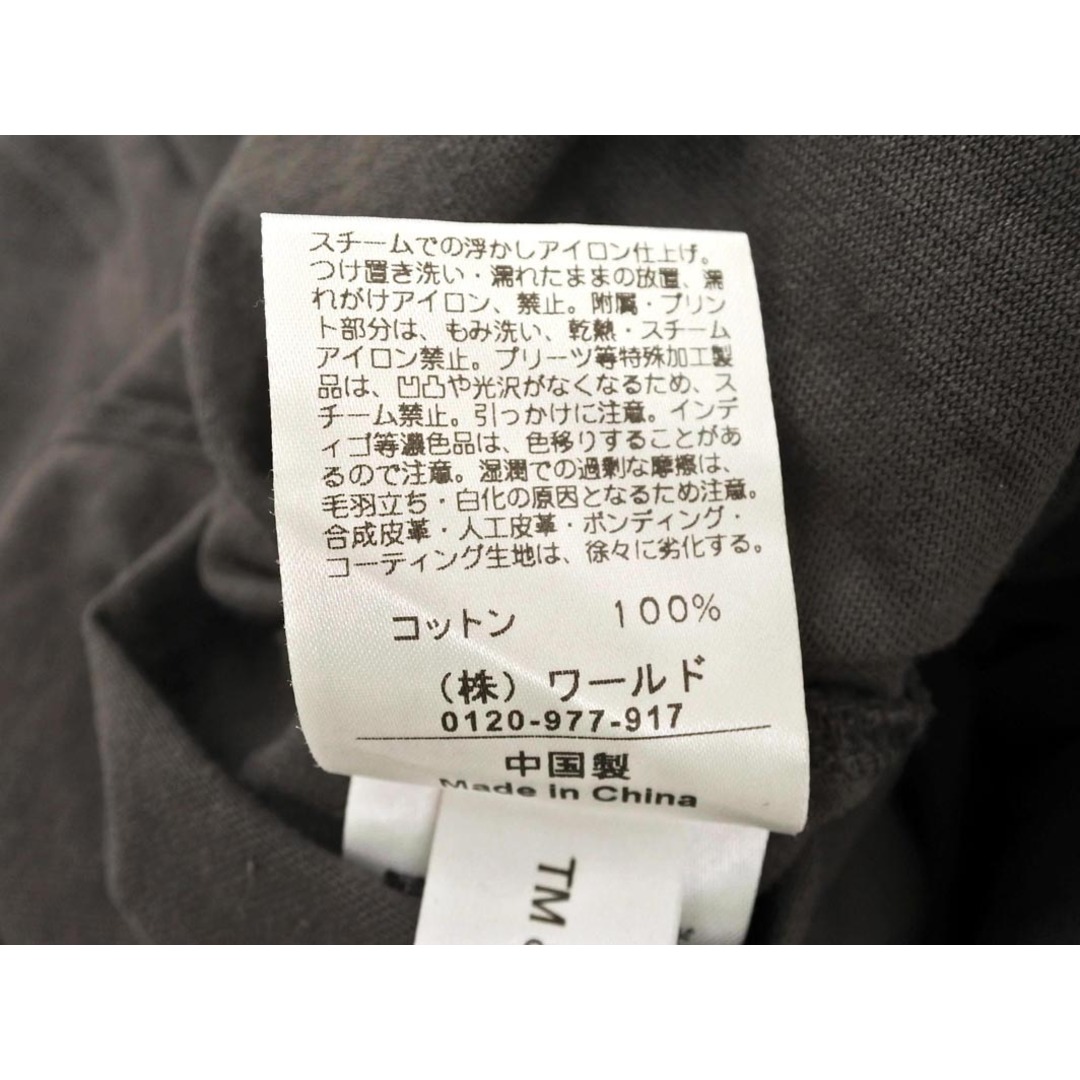 スチームでの浮かしアイロン仕上げ。
つけ置き洗い・濡れたままの放置、濡
れがけアイロン、禁止。附属・プリン
ト部分は、もみ洗い、乾熱・スチーム
アイロン禁止。プリーツ等特殊加工製
品は、凹凸や光沢がなくなるため、ス
チーム禁止。引っかけに注意。インディ
ィゴ等濃色品は、色移りすることがあ
るので注意。湿潤での過剰な摩擦は、
毛羽立ち・白化の原因となるため注意。
合成皮革・人工皮革・ボンディング・
コーティング生地は、徐々に劣化する。
コットン 100%
(株) ワールド
0120-977-917
中国製
Made in China
TM